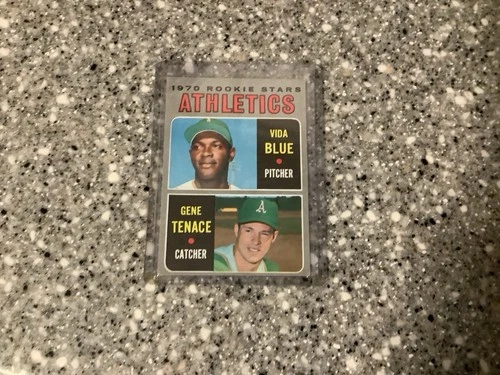 1970 ROOKIE STARS
ATHLETICS
VIDA
BLUE
PITCHER
GENE
TENACE
CATCHER
A